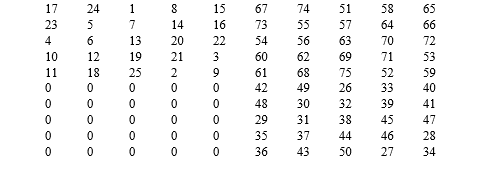 17 24 1 8 15 67 74 51 58 65
23 5 7 14 16 73 55 57 64 66
4 6 13 20 22 54 56 63 70 72
10 12 19 21 3 60 62 69 71 53
11 18 25 2 9 61 68 75 52 59
0 0 0 0 0 42 49 26 33 40
0 0 0 0 0 48 30 32 39 41
0 0 0 0 0 29 31 38 45 47
0 0 0 0 0 35 37 44 46 28
0 0 0 0 0 36 43 50 27 34